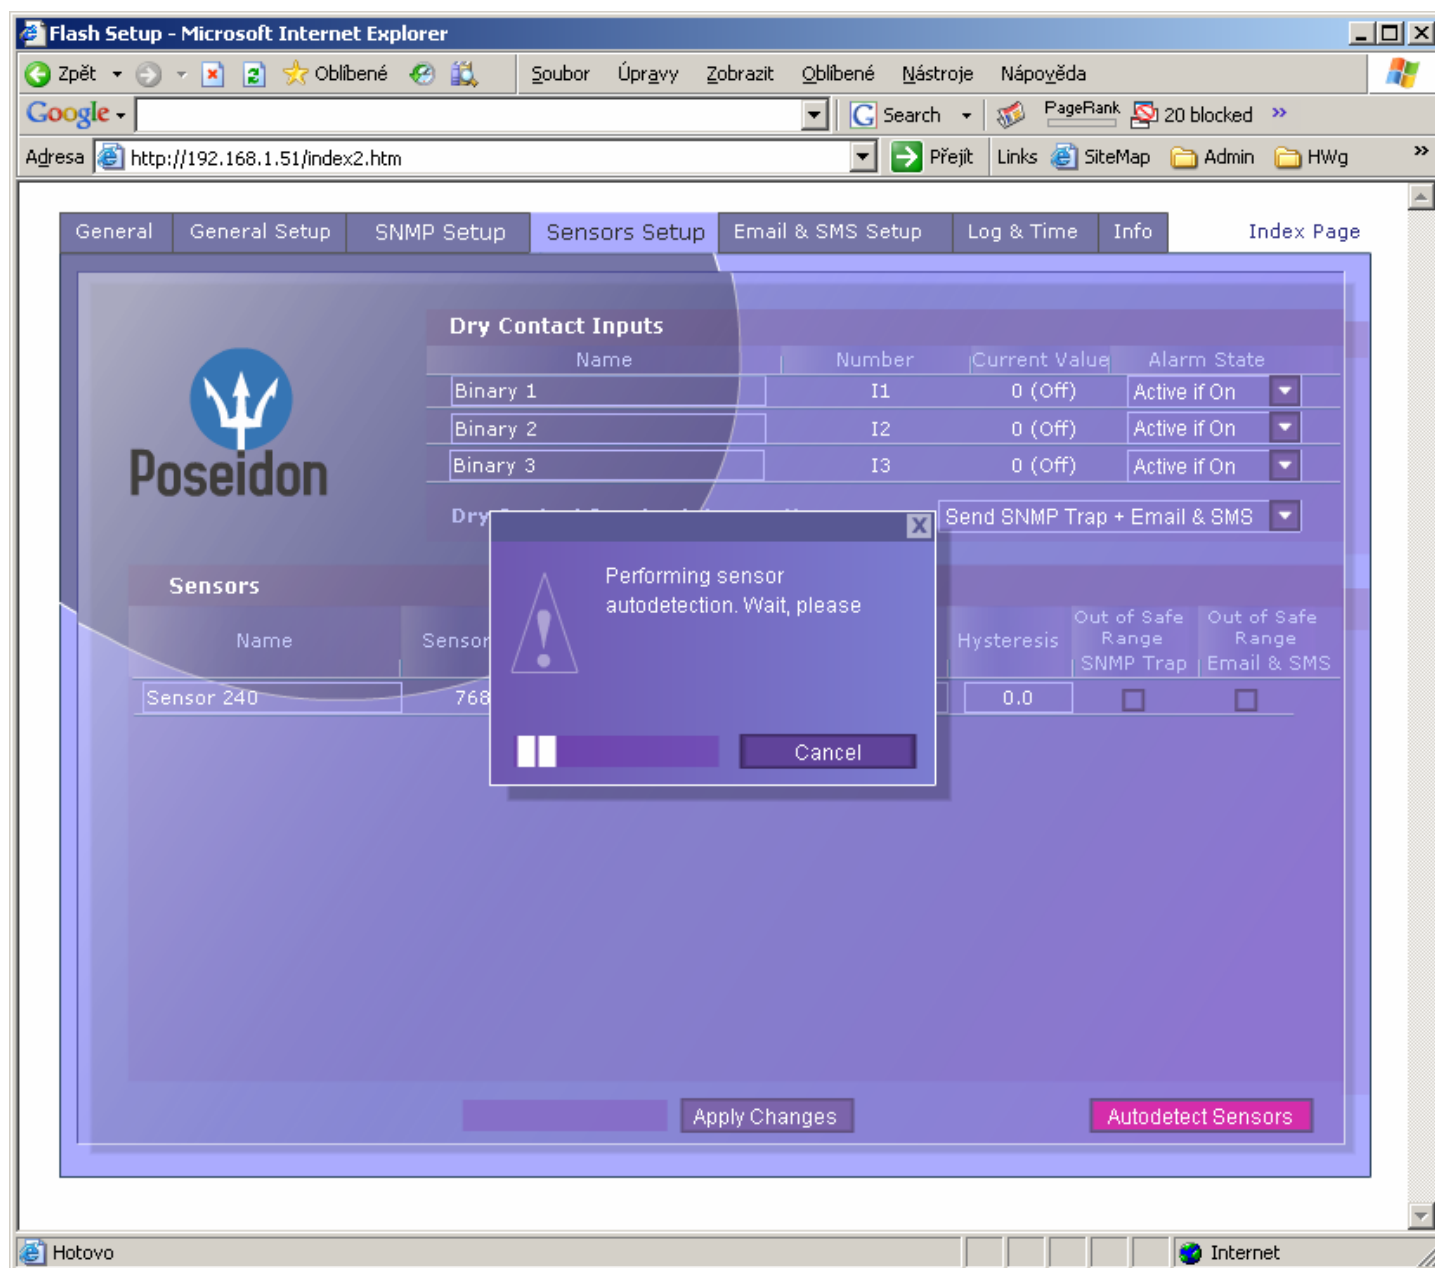 Flash Setup - Microsoft Internet Explorer
Zpět Oblíbené Soubor Úpravy Zobrazit Oblíbené Nástroje Nápověda
Google Search PageRank 20 blocked »
Adresa http://192.168.1.51/index2.htm Přejít Links SiteMap Admin HWg »
General General Setup SNMP Setup Sensors Setup Email & SMS Setup Log & Time Info Index Page
Poseidon
Dry Contact Inputs
Name Number Current Value Alarm State
Binary 1 I1 0 (Off) Active if On
Binary 2 I2 0 (Off) Active if On
Binary 3 I3 0 (Off) Active if On
Dry Send SNMP Trap + Email & SMS
X
Performing sensor
autodetection. Wait, please
Cancel
Sensors
Name Sensor Hysteresis Out of Safe Range SNMP Trap Out of Safe Range Email & SMS
Sensor 240 768 0.0
Apply Changes Autodetect Sensors
Hotovo Internet